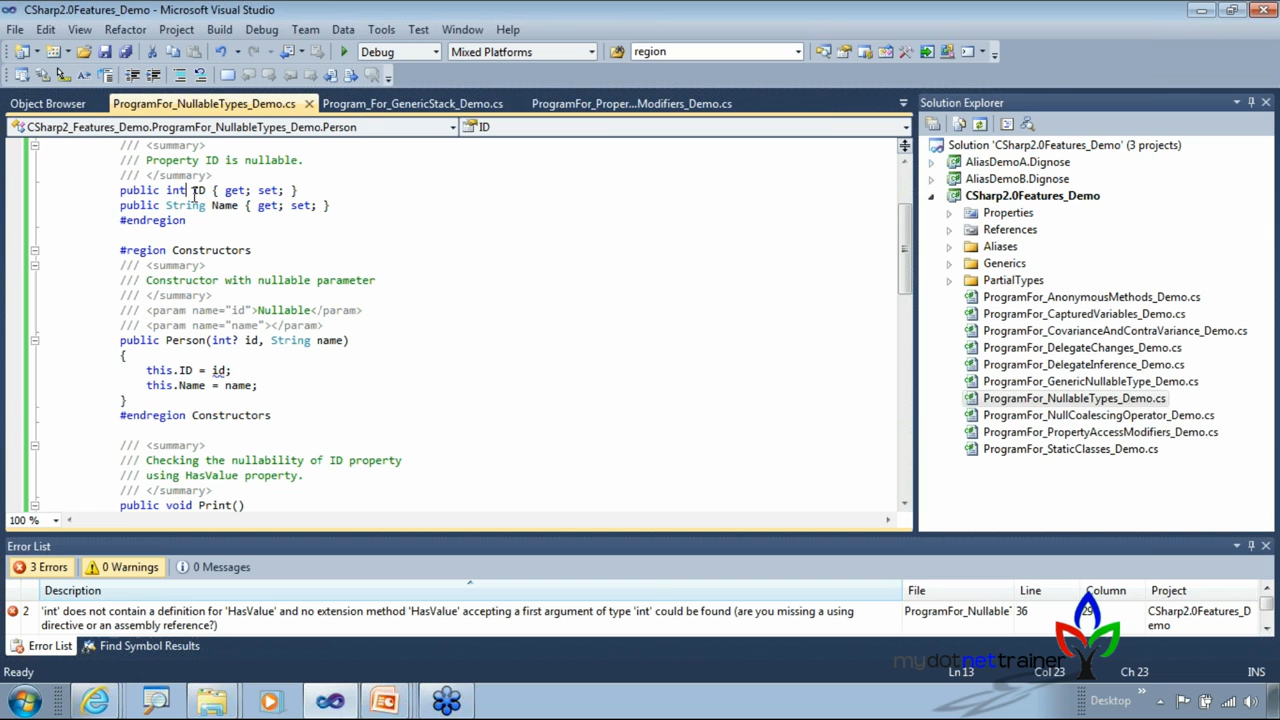 CSharp2.0Features_Demo - Microsoft Visual Studio
File Edit View Refactor Project Build Debug Team Data Tools Test Window Help
Debug Mixed Platforms region
Object Browser ProgramFor_NullableTypes_Demo.cs Program_For_GenericStack_Demo.cs ProgramFor_Proper...Modifiers_Demo.cs
CSharp2_Features_Demo.ProgramFor_NullableTypes_Demo.Person ID
/// <summary>
/// Property ID is nullable.
/// </summary>
public int ID { get; set; }
public String Name { get; set; }
#endregion
#region Constructors
/// <summary>
/// Constructor with nullable parameter
/// </summary>
/// <param name="id">Nullable</param>
/// <param name="name"></param>
public Person(int? id, String name)
{
this.ID = id;
this.Name = name;
}
#endregion Constructors
/// <summary>
/// Checking the nullability of ID property
/// using HasValue property.
/// </summary>
public void Print()
100 %
Solution Explorer
Solution 'CSharp2.0Features_Demo' (3 projects)
AliasDemoA.Dignose
AliasDemoB.Dignose
CSharp2.0Features_Demo
Properties
References
Aliases
Generics
PartialTypes
ProgramFor_AnonymousMethods_Demo.cs
ProgramFor_CapturedVariables_Demo.cs
ProgramFor_CovarianceAndContraVariance_Demo.cs
ProgramFor_DelegateChanges_Demo.cs
ProgramFor_DelegateInference_Demo.cs
ProgramFor_GenericNullableType_Demo.cs
ProgramFor_NullableTypes_Demo.cs
ProgramFor_NullCoalescingOperator_Demo.cs
ProgramFor_PropertyAccessModifiers_Demo.cs
ProgramFor_StaticClasses_Demo.cs
Error List
3 Errors 0 Warnings 0 Messages
Description File Line Column Project
2 'int' does not contain a definition for 'HasValue' and no extension method 'HasValue' accepting a first argument of type 'int' could be found (are you missing a using ProgramFor_Nullable 36 29 CSharp2.0Features_D
directive or an assembly reference?) emo
Error List Find Symbol Results
mydotnettrainer
Ready Ln 13 Col 23 Ch 23 INS
Desktop